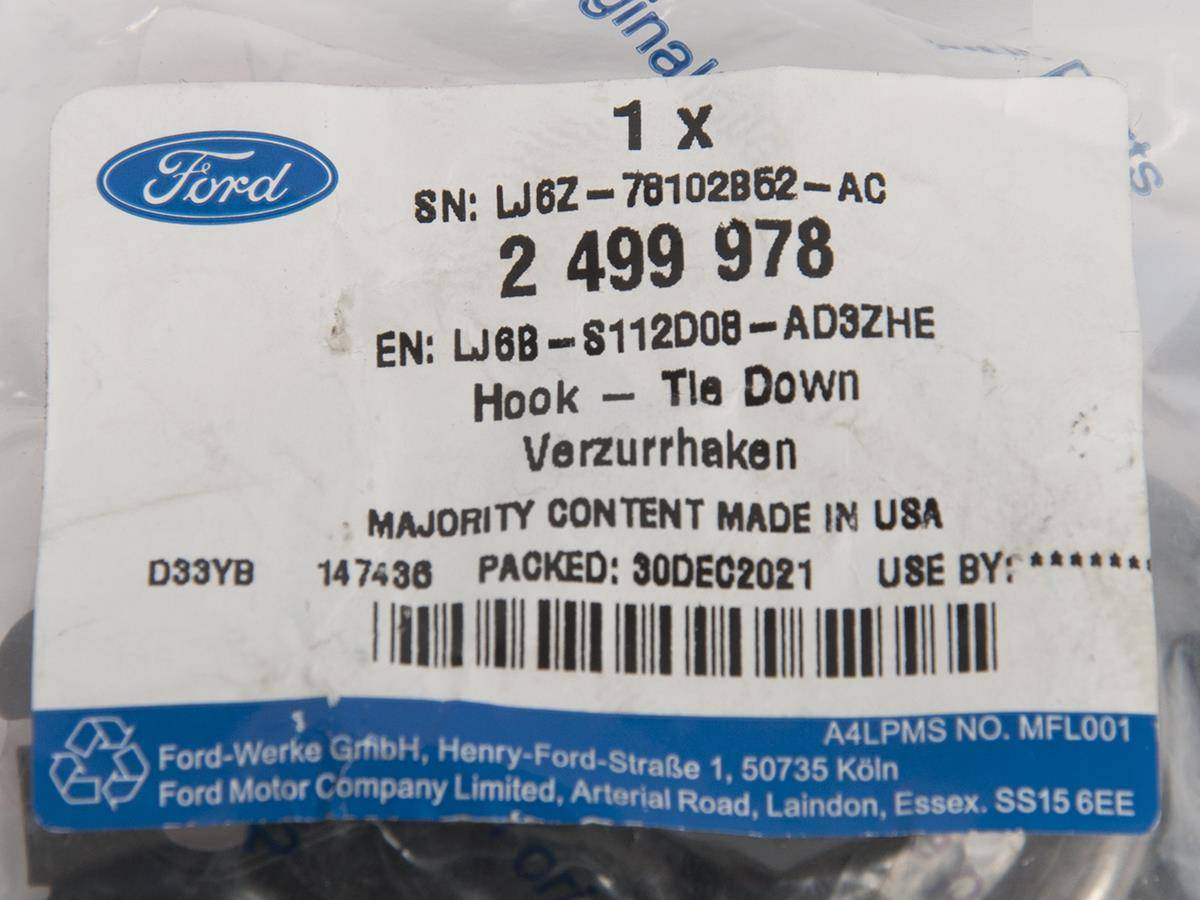 ginal
1 x
Ford
SN: LJ6Z-78102B52-AC
2 499 978
EN: LJ6B-S112D08-AD3ZHE
Hook - Tie Down
Verzurrhaken
MAJORITY CONTENT MADE IN USA
D33YB 147436 PACKED: 30DEC2021 USE BY: *******
A4LPMS NO. MFL001
Ford-Werke GmbH, Henry-Ford-Straße 1, 50735 Köln
Ford Motor Company Limited, Arterial Road, Laindon, Essex. SS15 6EE